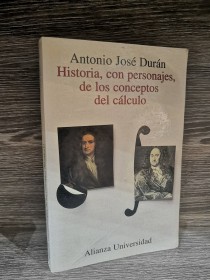 Antonio José Durán
Historia, con personajes,
de los conceptos
del cálculo
Alianza Universidad